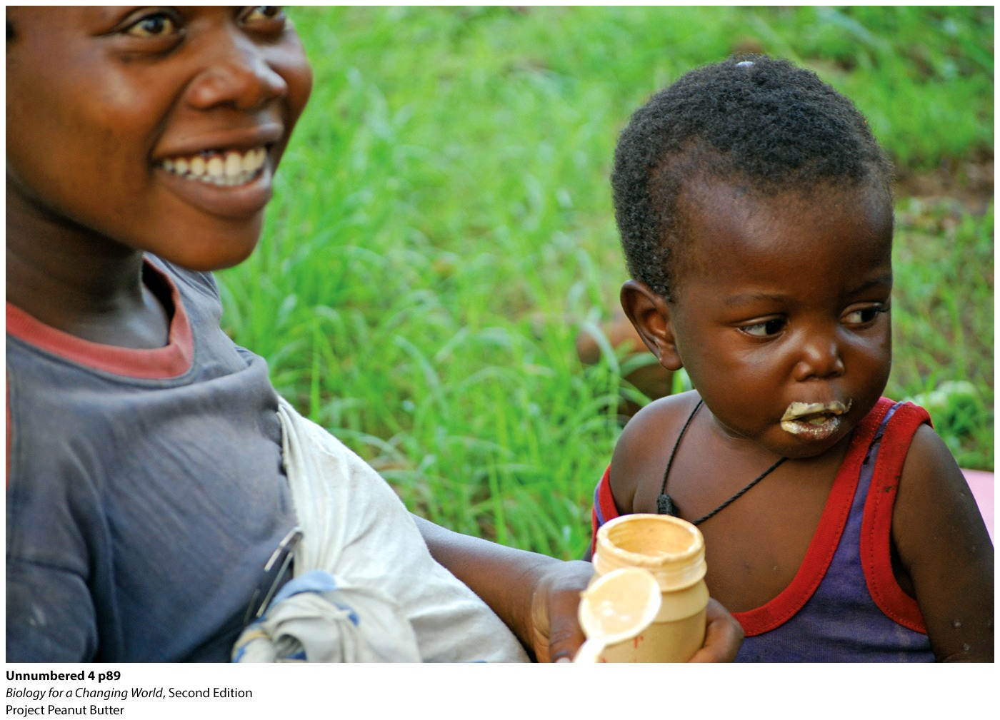 Unnumbered 4 p89
Biology for a Changing World, Second Edition
Project Peanut Butter